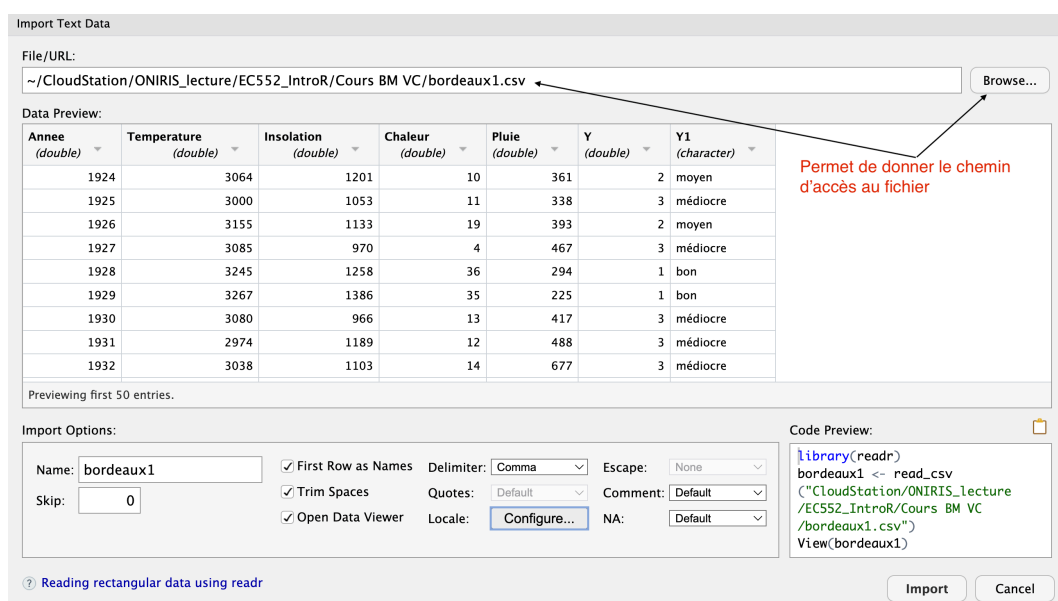 Import Text Data
File/URL:
~/CloudStation/ONIRIS_lecture/EC552_IntroR/Cours BM VC/bordeaux1.csv
Browse...
Data Preview:
Annee Temperature Insolation Chaleur Pluie Y Y1
(double) (double) (double) (double) (double) (double) (character)
1924 3064 1201 10 361 2 moyen
1925 3000 1053 11 338 3 médiocre
1926 3155 1133 19 393 2 moyen
1927 3085 970 4 467 3 médiocre
1928 3245 1258 36 294 1 bon
1929 3267 1386 35 225 1 bon
1930 3080 966 13 417 3 médiocre
1931 2974 1189 12 488 3 médiocre
1932 3038 1103 14 677 3 médiocre
Permet de donner le chemin
d'accès au fichier
Previewing first 50 entries.
Import Options:
Name: bordeaux1
Skip: 0
First Row as Names
Trim Spaces
Open Data Viewer
Delimiter: Comma
Quotes: Default
Locale: Configure...
Escape: None
Comment: Default
NA: Default
Code Preview:
library(readr)
bordeaux1 <- read_csv
("CloudStation/ONIRIS_lecture
/EC552_IntroR/Cours BM VC
/bordeaux1.csv")
View(bordeaux1)
? Reading rectangular data using readr
Import
Cancel